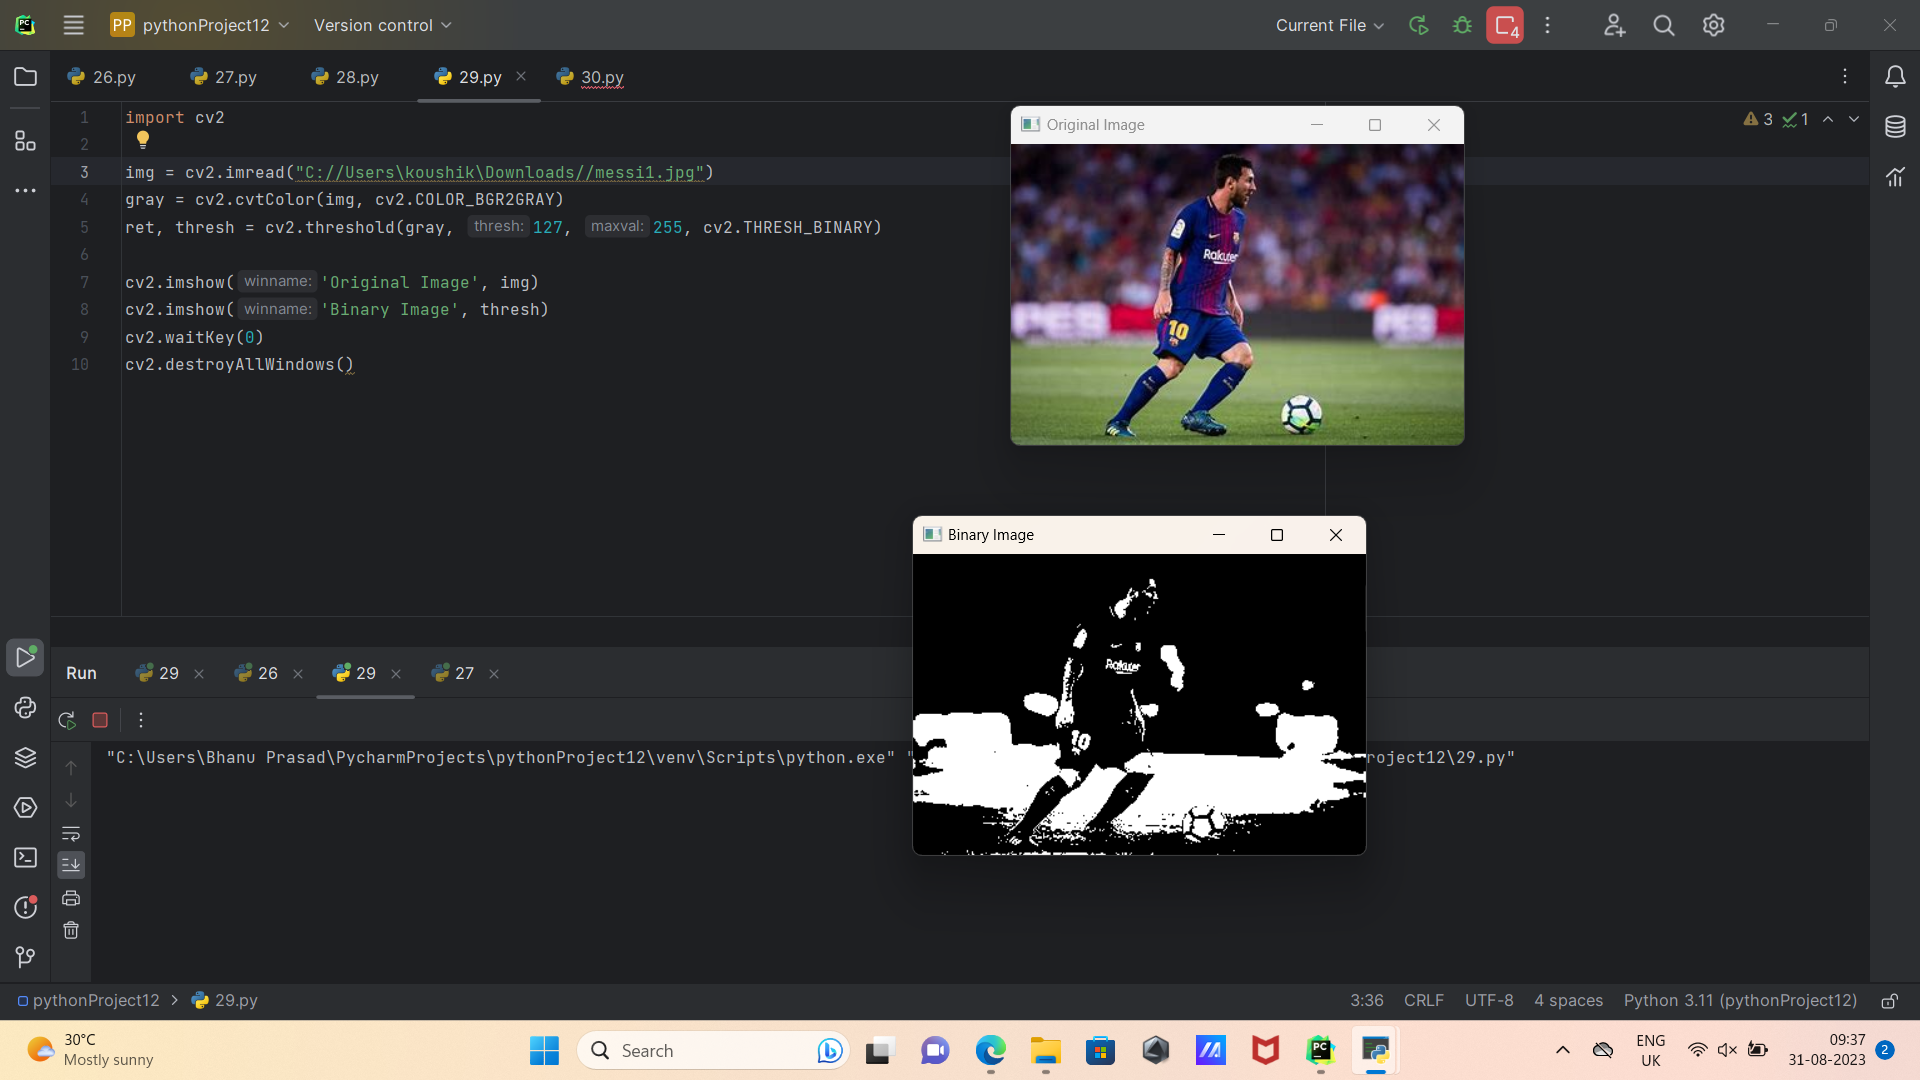 PC
PP pythonProject12 Version control Current File 4
26.py 27.py 28.py 29.py 30.py
1 import cv2 3 1
2
3 img = cv2.imread("C://Users\koushik\Downloads//messi1.jpg")
4 gray = cv2.cvtColor(img, cv2.COLOR_BGR2GRAY)
5 ret, thresh = cv2.threshold(gray, thresh: 127, maxval: 255, cv2.THRESH_BINARY)
6
7 cv2.imshow( winname: 'Original Image', img)
8 cv2.imshow( winname: 'Binary Image', thresh)
9 cv2.waitKey(0)
10 cv2.destroyAllWindows()
Original Image
Rakuten
PES PES
10
Binary Image
Rakuten
10
Run 29 26 29 27
"C:\Users\Bhanu Prasad\PycharmProjects\pythonProject12\venv\Scripts\python.exe" " roject12\29.py"
pythonProject12 > 29.py 3:36 CRLF UTF-8 4 spaces Python 3.11 (pythonProject12)
30°C
Mostly sunny
Search
PC
ENG
UK
09:37
31-08-2023
2